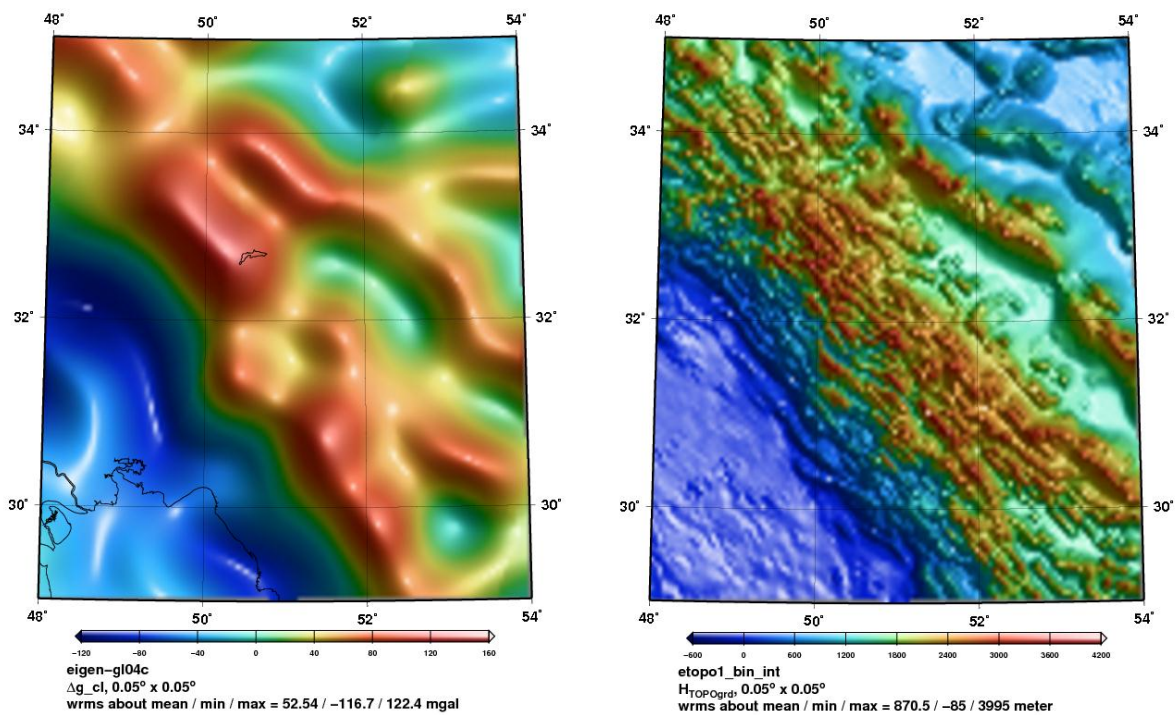 48° 50° 52° 54°
34° 34°
32° 32°
30° 30°
48° 50° 52° 54°
−120 −80 −40 0 40 80 120 160
eigen−gl04c
Δg_cl, 0.05° x 0.05°
wrms about mean / min / max = 52.54 / −116.7 / 122.4 mgal
48° 50° 52° 54°
34° 34°
32° 32°
30° 30°
48° 50° 52° 54°
−600 0 600 1200 1800 2400 3000 3600 4200
etopo1_bin_int
H_TOPOgrd, 0.05° x 0.05°
wrms about mean / min / max = 870.5 / −85 / 3995 meter